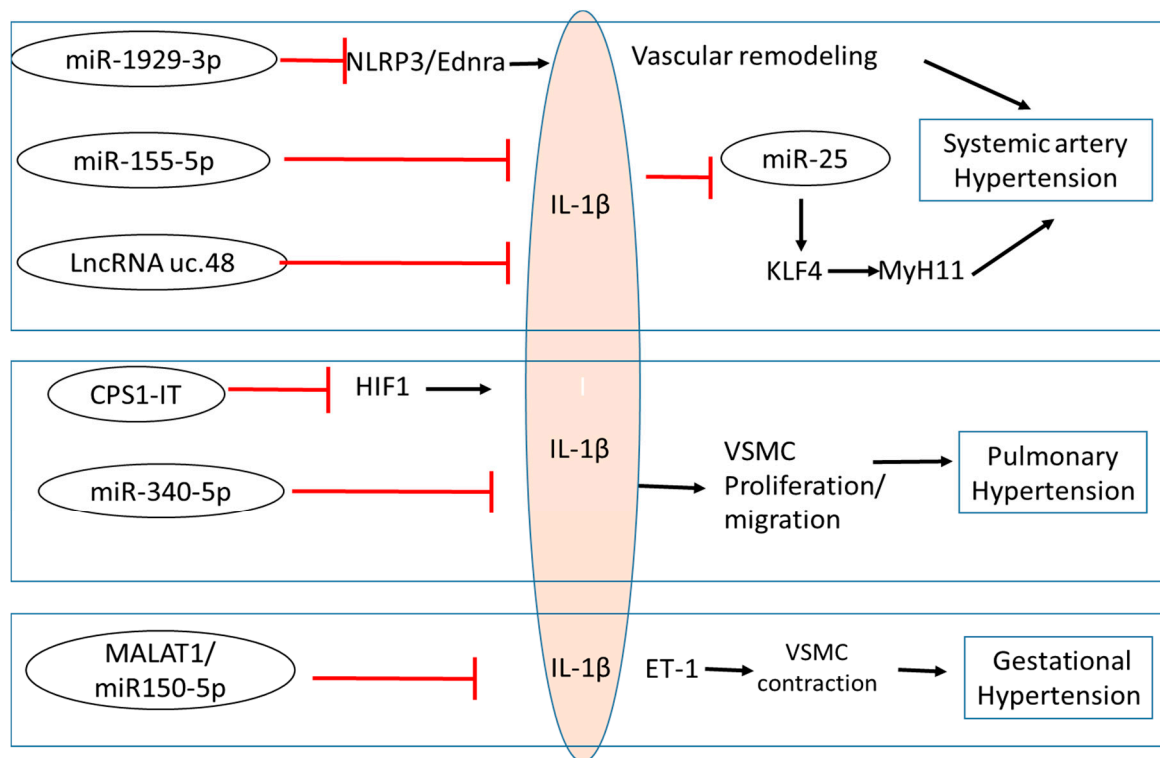 miR-1929-3p
NLRP3/Ednra
Vascular remodeling
miR-155-5p
miR-25
Systemic artery
Hypertension
IL-1β
LncRNA uc.48
KLF4
MyH11
CPS1-IT
HIF1
I
IL-1β
miR-340-5p
VSMC
Proliferation/
migration
Pulmonary
Hypertension
MALAT1/
miR150-5p
IL-1β
ET-1
VSMC
contraction
Gestational
Hypertension